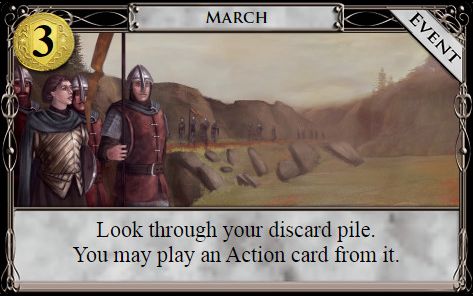 MARCH
EVENT
3
Look through your discard pile.
You may play an Action card from it.